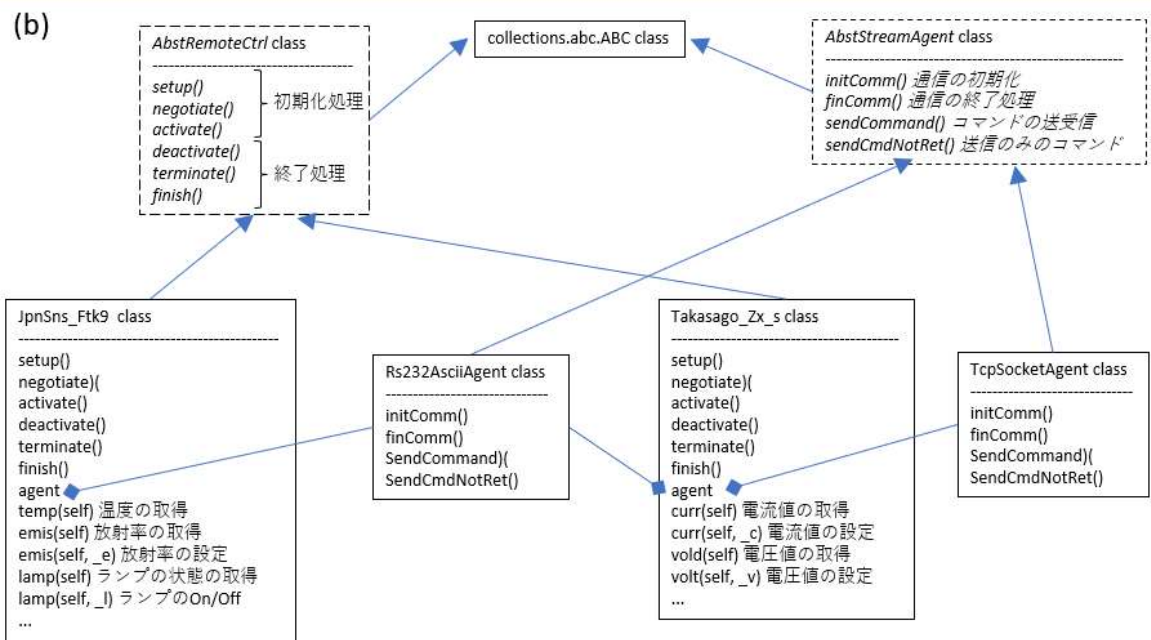 (b)
AbstRemoteCtrl class
setup()
negotiate()
activate()
初期化処理
deactivate()
terminate()
finish()
終了処理
collections.abc.ABC class
AbstStreamAgent class
initComm() 通信の初期化
finComm() 通信の終了処理
sendCommand() コマンドの送受信
sendCmdNotRet() 送信のみのコマンド
JpnSns_Ftk9 class
setup()
negotiate)(
activate()
deactivate()
terminate()
finish()
agent
temp(self) 温度の取得
emis(self) 放射率の取得
emis(self, _e) 放射率の設定
lamp(self) ランプの状態の取得
lamp(self, _l) ランプのOn/Off
...
Rs232AsciiAgent class
initComm()
finComm()
SendCommand)(
SendCmdNotRet()
Takasago_Zx_s class
setup()
negotiate)(
activate()
deactivate()
terminate()
finish()
agent
curr(self) 電流値の取得
curr(self, _c) 電流値の設定
vold(self) 電圧値の取得
volt(self, _v) 電圧値の設定
...
TcpSocketAgent class
initComm()
finComm()
SendCommand)(
SendCmdNotRet()